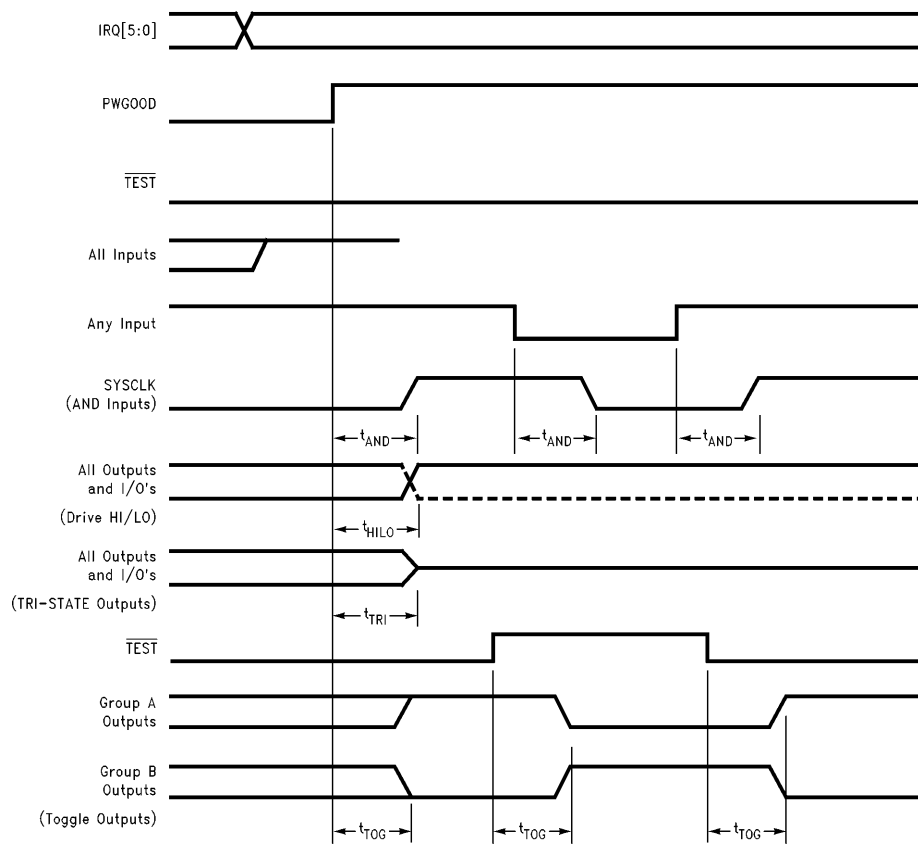 IRQ[5:0]
PWGOOD
TEST
All Inputs
Any Input
SYSCLK
(AND Inputs)
tAND
tAND
tAND
All Outputs
and I/O's
(Drive HI/LO)
tHILO
All Outputs
and I/O's
(TRI-STATE Outputs)
tTRI
TEST
Group A
Outputs
Group B
Outputs
(Toggle Outputs)
tTOG
tTOG
tTOG